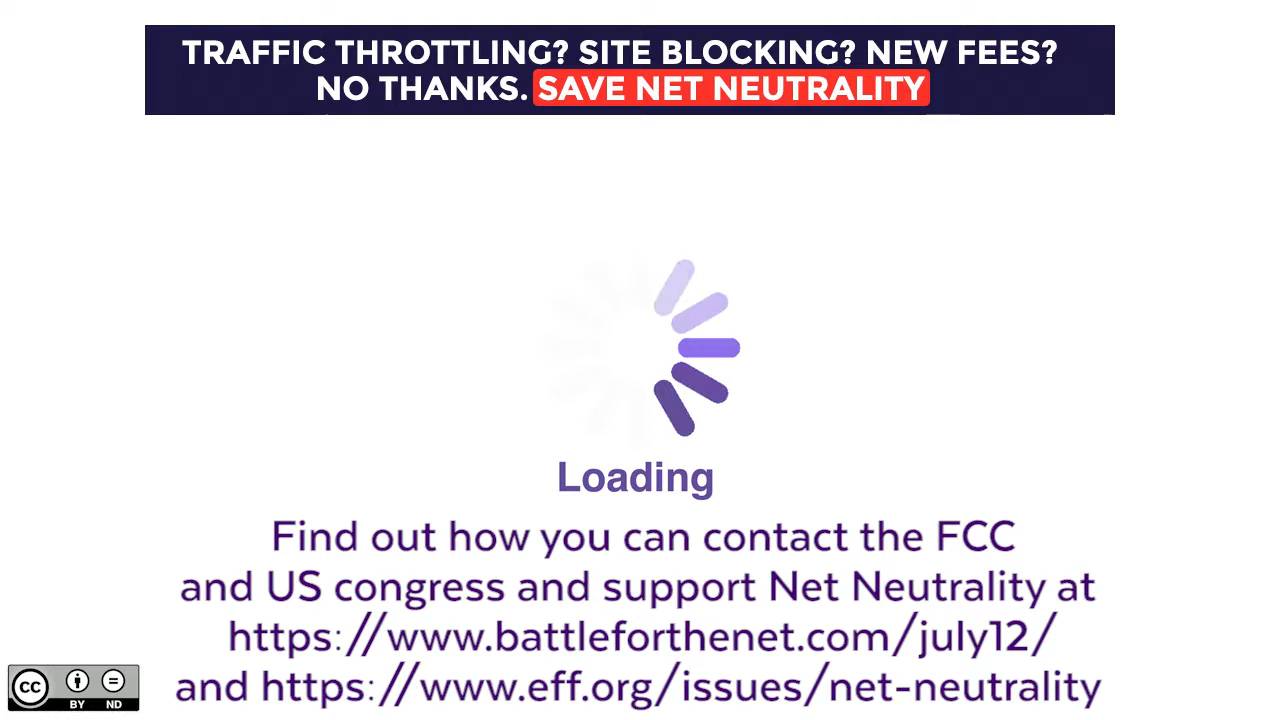 TRAFFIC THROTTLING? SITE BLOCKING? NEW FEES?
NO THANKS. SAVE NET NEUTRALITY
Loading
Find out how you can contact the FCC
and US congress and support Net Neutrality at
https://www.battleforthenet.com/july12/
and https://www.eff.org/issues/net-neutrality
CC
BY ND